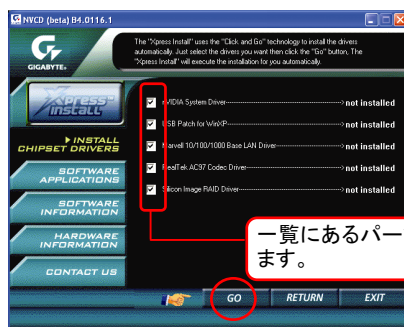 NVCD (beta) B4.0116.1
GIGABYTE™
The "Xpress Install" uses the "Click and Go" technology to install the drivers
automatically. Just select the drivers you want then click the "Go" button, The
"Xpress Install" will execute the installation for you automatically.
Xpress™
Install
INSTALL
CHIPSET DRIVERS
SOFTWARE
APPLICATIONS
SOFTWARE
INFORMATION
HARDWARE
INFORMATION
CONTACT US
nVIDIA System Driver not installed
USB Patch for WinXP not installed
Marvell 10/100/1000 Base LAN Driver not installed
RealTek AC97 Codec Driver not installed
Silicon Image RAID Driver not installed
一覧にあるパー
ます。
GO RETURN EXIT